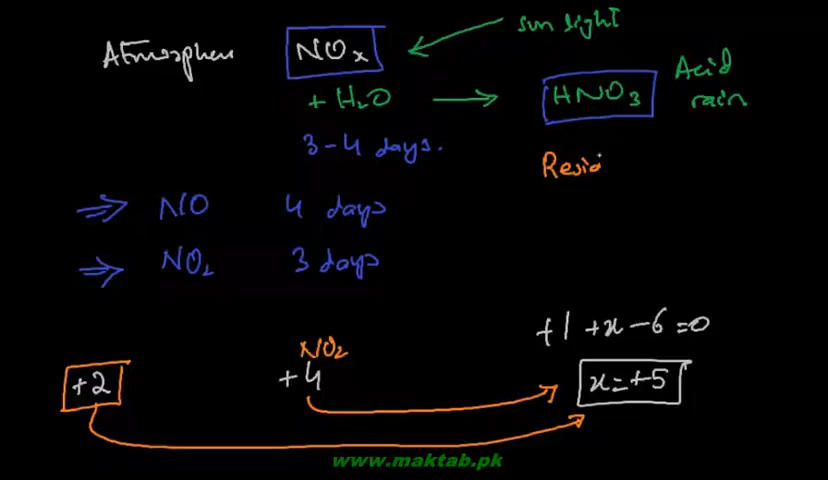 sun light
Atmosphere NOx
Acid
+ H2O → HNO3 rain
3-4 days.
Resid
⇒ NO 4 days
⇒ NO2 3 days
+1 +x -6 =0
NO2
+2 +4 x=+5
www.maktab.pk